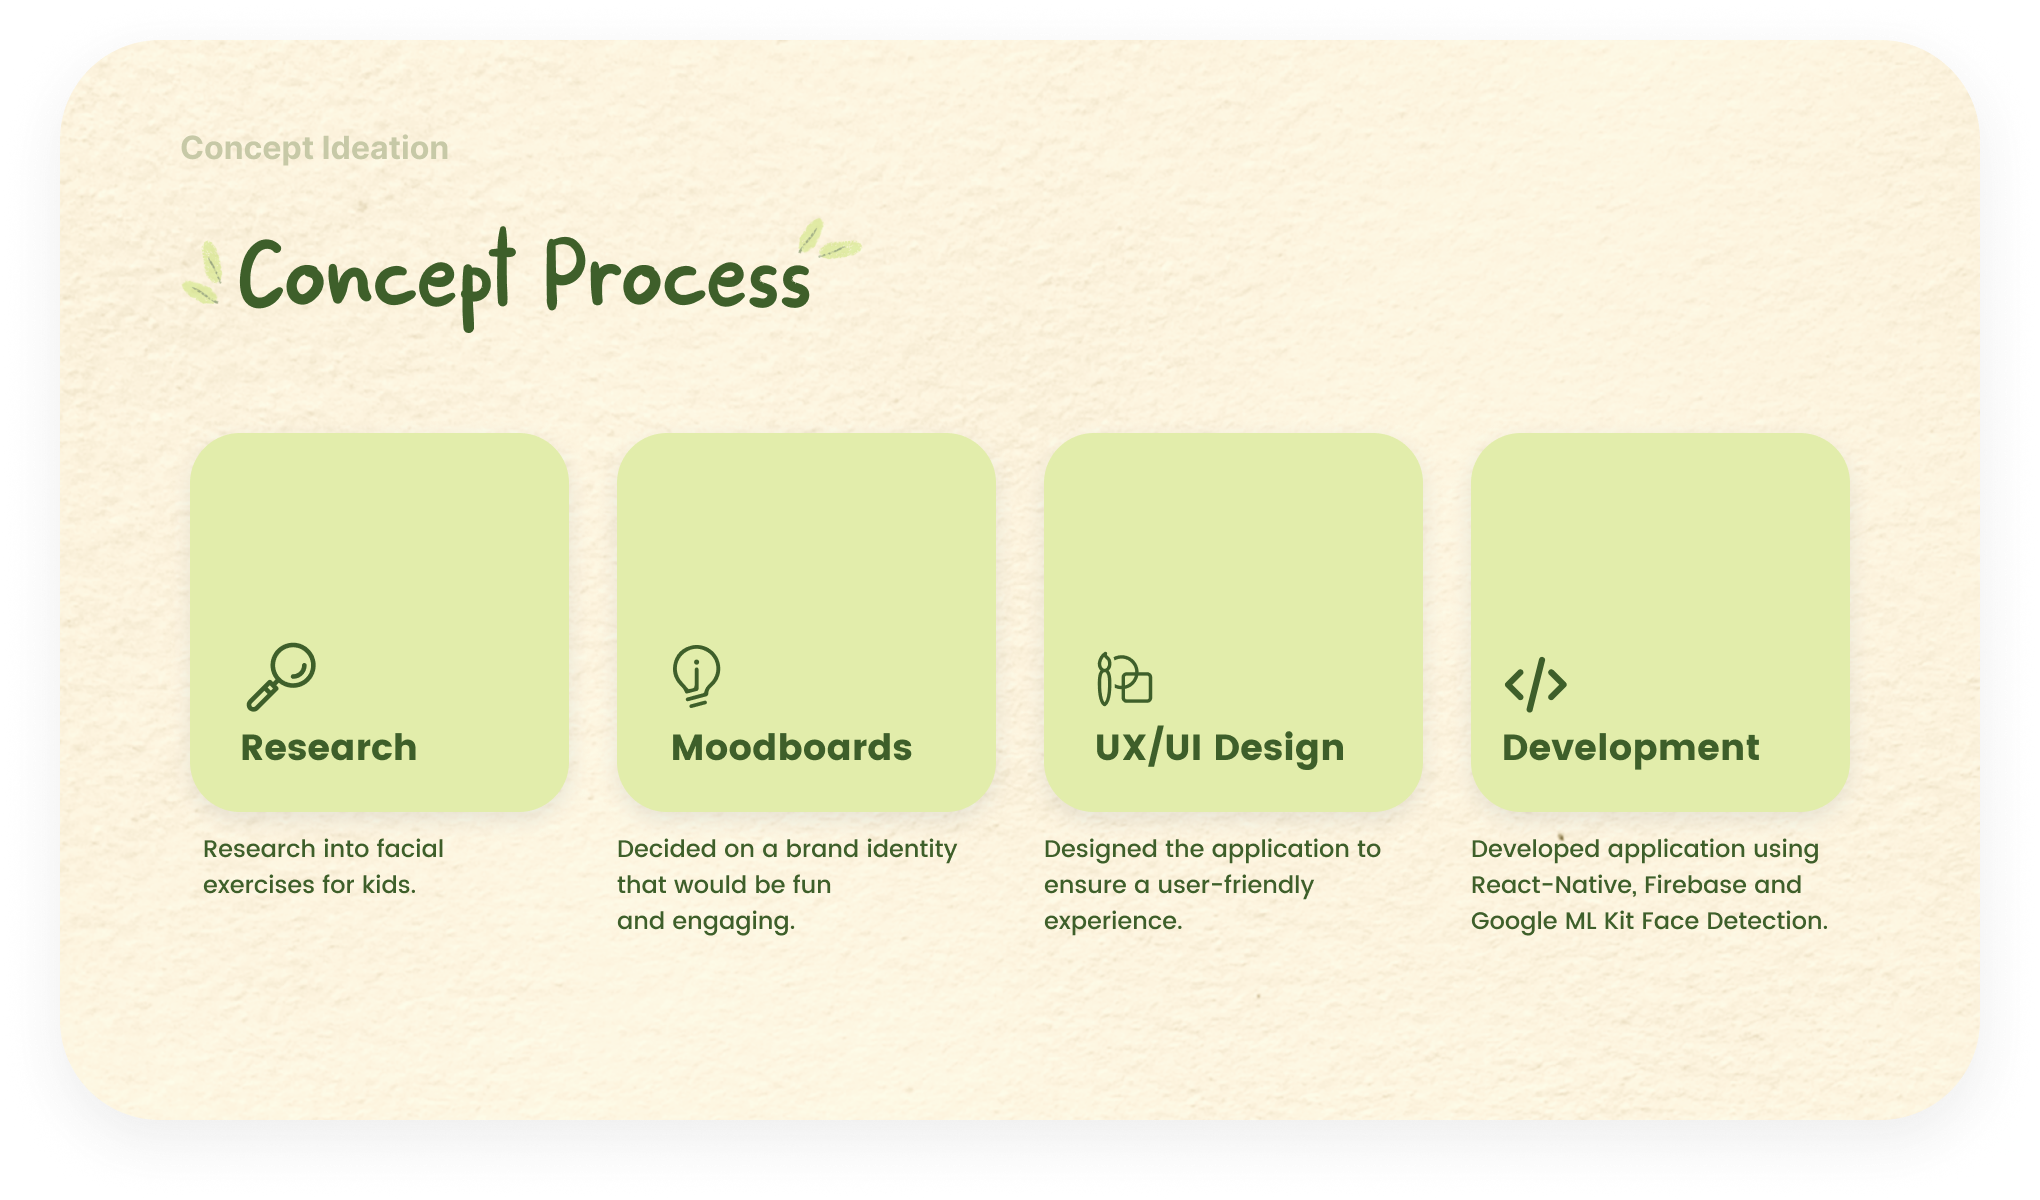 Concept Ideation
Concept Process
Research
Research into facial
exercises for kids.
Moodboards
Decided on a brand identity
that would be fun
and engaging.
UX/UI Design
Designed the application to
ensure a user-friendly
experience.
Development
Developed application using
React-Native, Firebase and
Google ML Kit Face Detection.